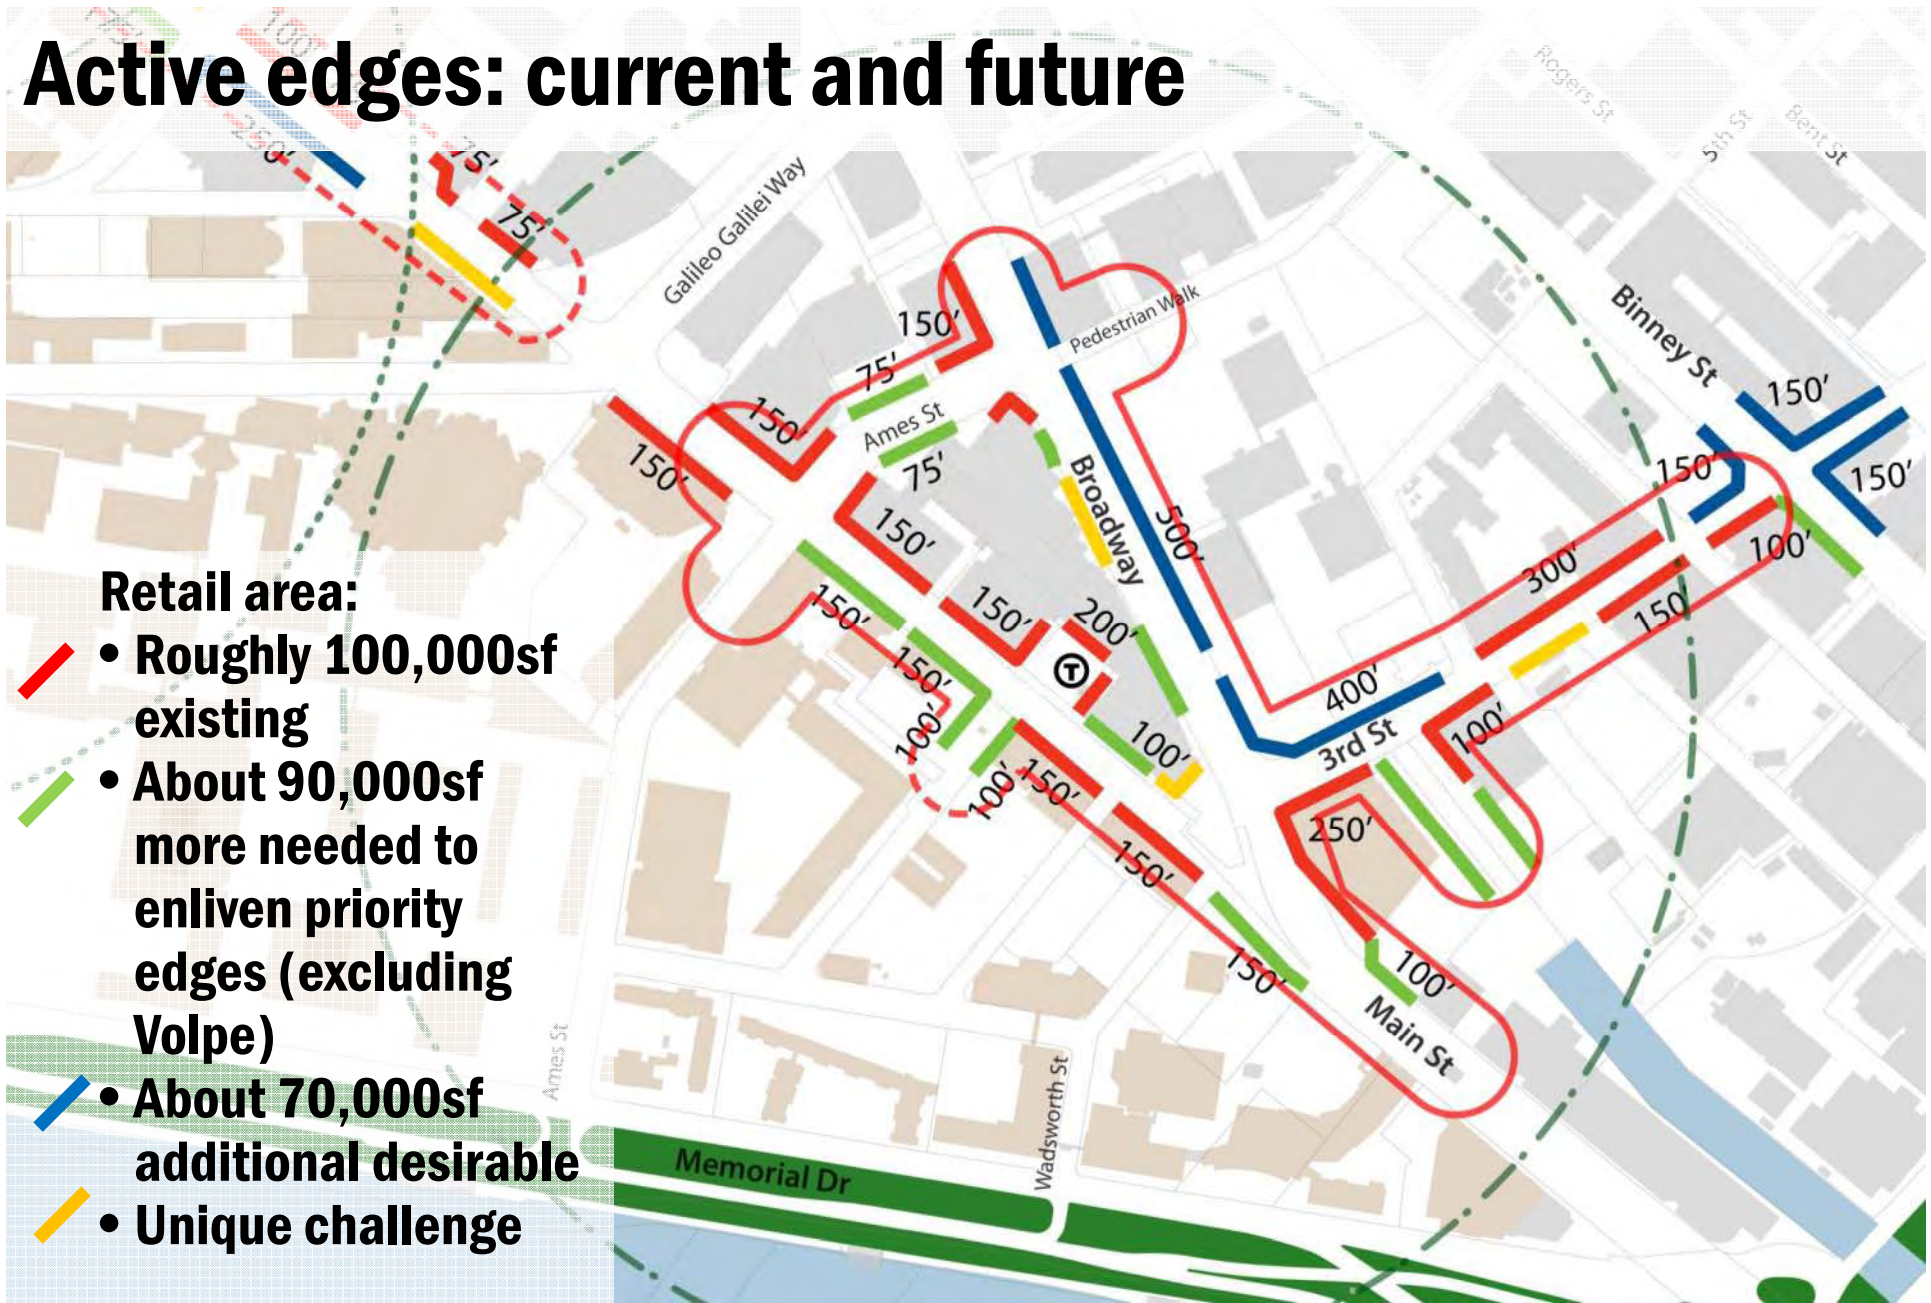 Active edges: current and future
75'
100'
250'
75'
75'
Rogers St
5th St
Bent St
Galileo Galilei Way
Pedestrian Walk
Binney St
150'
75'
150'
150'
Ames St
75'
150'
150'
150'
150'
100'
Broadway
500'
300'
150'
150'
150'
200'
T
150'
100'
100'
150'
100'
400'
3rd St
100'
250'
150'
150'
100'
Main St
Retail area:
• Roughly 100,000sf
existing
• About 90,000sf
more needed to
enliven priority
edges (excluding
Volpe)
• About 70,000sf
additional desirable
• Unique challenge
Ames St
Wadsworth St
Memorial Dr